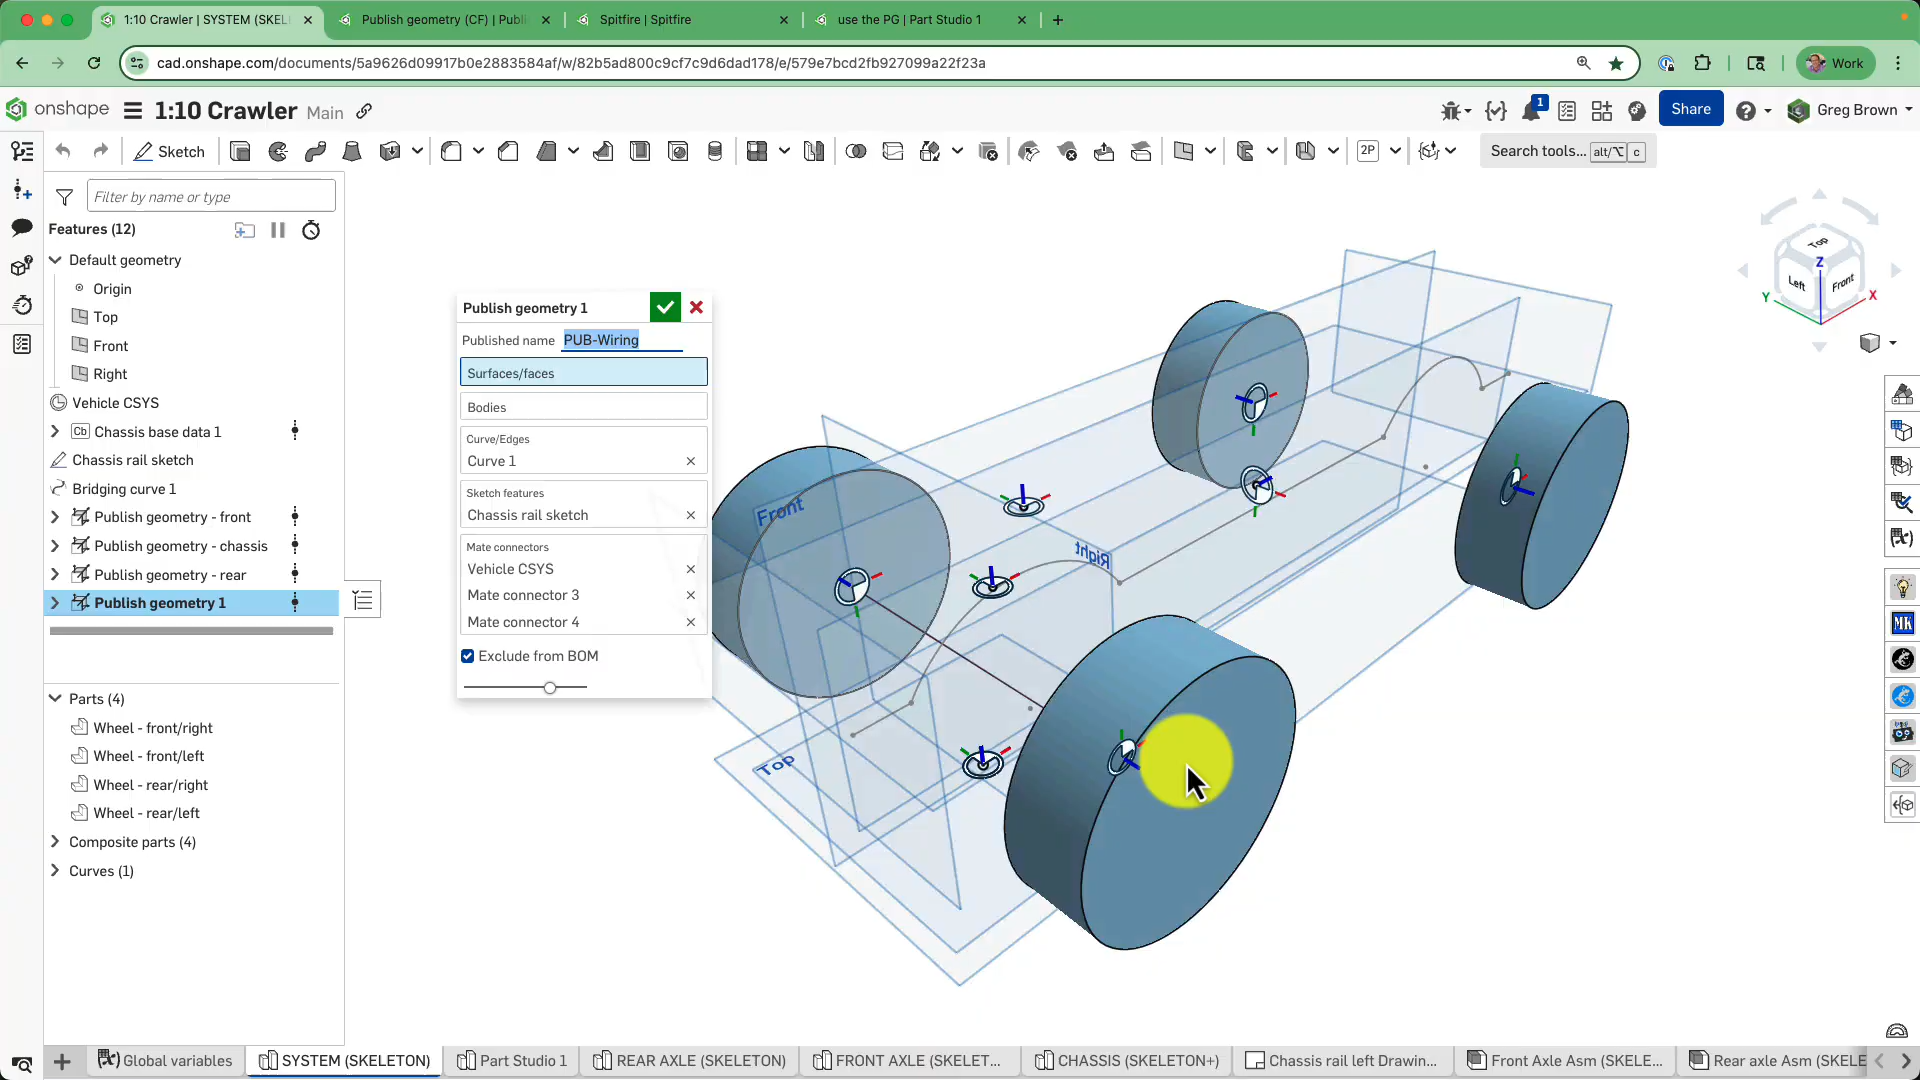 1:10 Crawler | SYSTEM (SKEL
Publish geometry (CF) | Publi
Spitfire | Spitfire
use the PG | Part Studio 1
cad.onshape.com/documents/5a9626d09917b0e2883584af/w/82b5ad800c9cf7c9d6dad178/e/579e7bcd2fb927099a22f23a
Work
onshape
1:10 Crawler
Main
1
Share
Greg Brown
Sketch
2P
Search tools...
alt/⌥
c
Filter by name or type
Features (12)
Default geometry
Origin
Top
Front
Right
Vehicle CSYS
Cb
Chassis base data 1
Chassis rail sketch
Bridging curve 1
Publish geometry - front
Publish geometry - chassis
Publish geometry - rear
Publish geometry 1
Parts (4)
Wheel - front/right
Wheel - front/left
Wheel - rear/right
Wheel - rear/left
Composite parts (4)
Curves (1)
Publish geometry 1
Published name
PUB-Wiring
Surfaces/faces
Bodies
Curve/Edges
Curve 1
Sketch features
Chassis rail sketch
Mate connectors
Vehicle CSYS
Mate connector 3
Mate connector 4
Exclude from BOM
Front
Right
Top
Top
Z
Left
Front
Y
X
MK
Global variables
SYSTEM (SKELETON)
Part Studio 1
REAR AXLE (SKELETON)
FRONT AXLE (SKELET...
CHASSIS (SKELETON+)
Chassis rail left Drawin...
Front Axle Asm (SKELE...
Rear axle Asm (SKELE